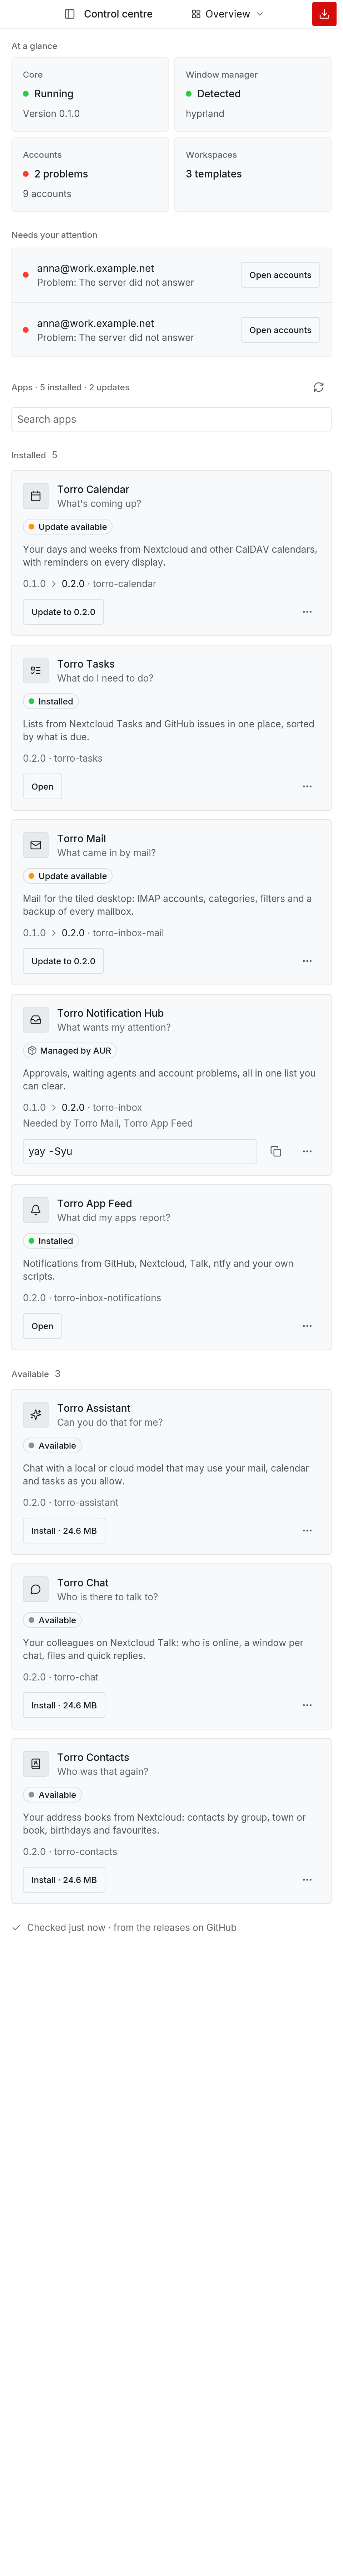 Control centre
Overview
At a glance
Core
Running
Version 0.1.0
Window manager
Detected
hyprland
Accounts
2 problems
9 accounts
Workspaces
3 templates
Needs your attention
anna@work.example.net
Problem: The server did not answer
Open accounts
anna@work.example.net
Problem: The server did not answer
Open accounts
Apps · 5 installed · 2 updates
Search apps
Installed 5
Torro Calendar
What's coming up?
Update available
Your days and weeks from Nextcloud and other CalDAV calendars,
with reminders on every display.
0.1.0 > 0.2.0 · torro-calendar
Update to 0.2.0
Torro Tasks
What do I need to do?
Installed
Lists from Nextcloud Tasks and GitHub issues in one place, sorted
by what is due.
0.2.0 · torro-tasks
Open
Torro Mail
What came in by mail?
Update available
Mail for the tiled desktop: IMAP accounts, categories, filters and a
backup of every mailbox.
0.1.0 > 0.2.0 · torro-inbox-mail
Update to 0.2.0
Torro Notification Hub
What wants my attention?
Managed by AUR
Approvals, waiting agents and account problems, all in one list you
can clear.
0.1.0 > 0.2.0 · torro-inbox
Needed by Torro Mail, Torro App Feed
yay -Syu
Torro App Feed
What did my apps report?
Installed
Notifications from GitHub, Nextcloud, Talk, ntfy and your own
scripts.
0.2.0 · torro-inbox-notifications
Open
Available 3
Torro Assistant
Can you do that for me?
Available
Chat with a local or cloud model that may use your mail, calendar
and tasks as you allow.
0.2.0 · torro-assistant
Install · 24.6 MB
Torro Chat
Who is there to talk to?
Available
Your colleagues on Nextcloud Talk: who is online, a window per
chat, files and quick replies.
0.2.0 · torro-chat
Install · 24.6 MB
Torro Contacts
Who was that again?
Available
Your address books from Nextcloud: contacts by group, town or
book, birthdays and favourites.
0.2.0 · torro-contacts
Install · 24.6 MB
Checked just now · from the releases on GitHub